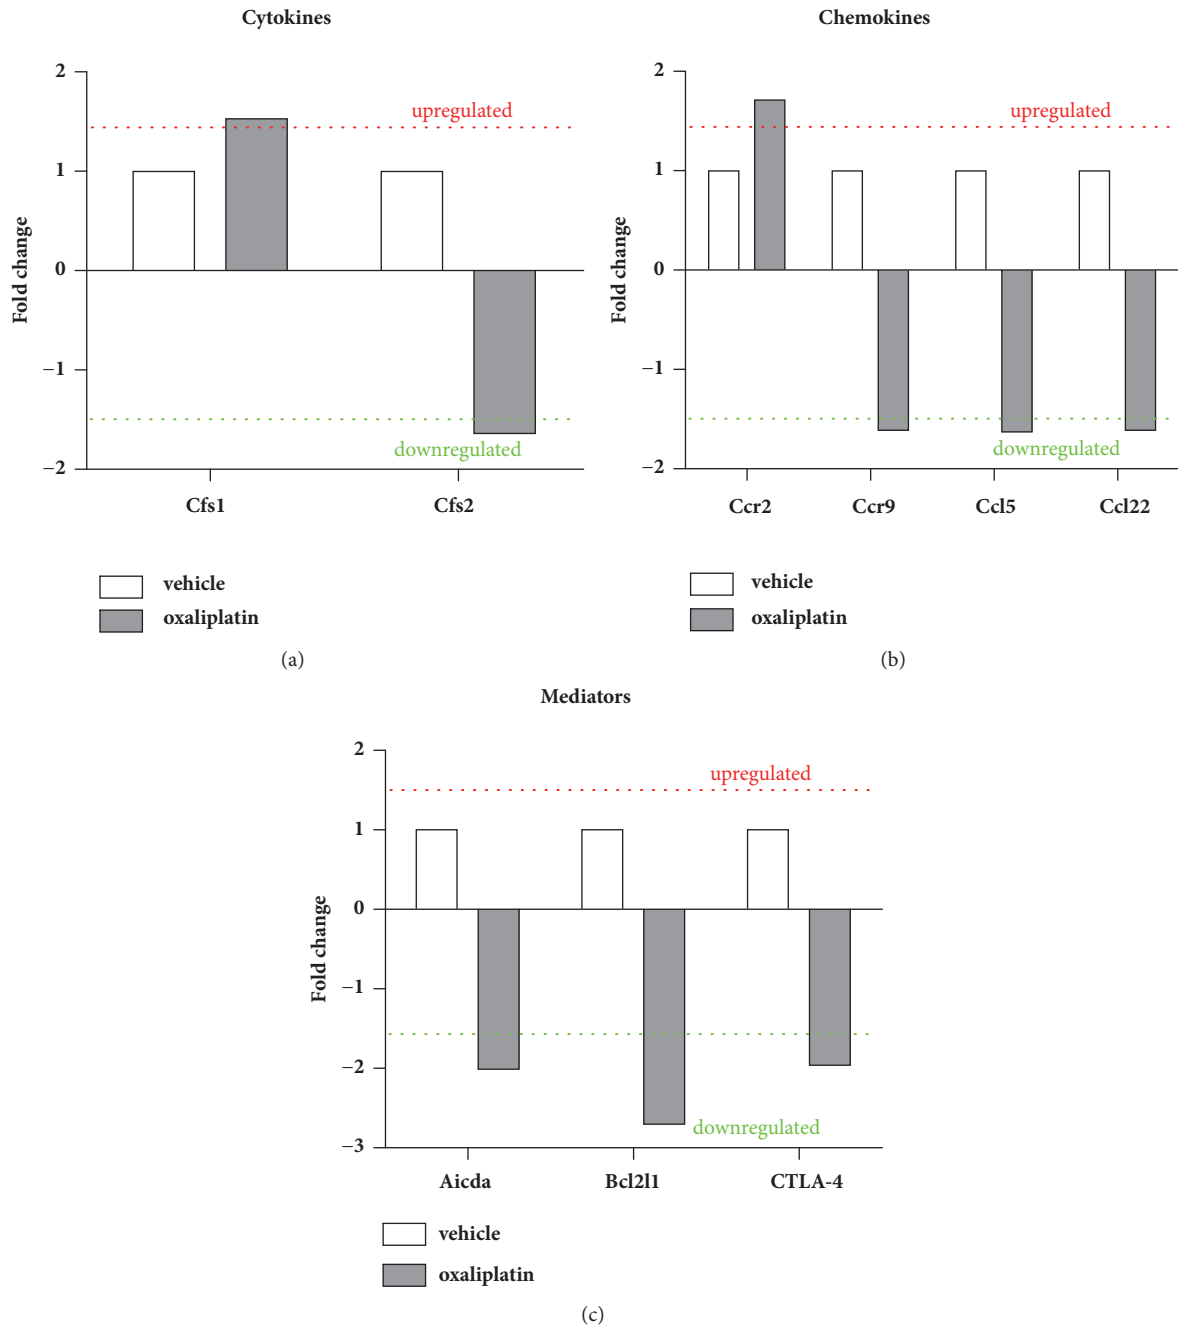 Cytokines
2
upregulated
1
0
Fold change
−1
downregulated
−2
Cfs1 Cfs2
vehicle
oxaliplatin
(a)
Chemokines
2
upregulated
1
0
Fold change
−1
downregulated
−2
Ccr2 Ccr9 Ccl5 Ccl22
vehicle
oxaliplatin
(b)
Mediators
2
upregulated
1
0
Fold change
−1
−2
downregulated
−3
Aicda Bcl2l1 CTLA-4
vehicle
oxaliplatin
(c)